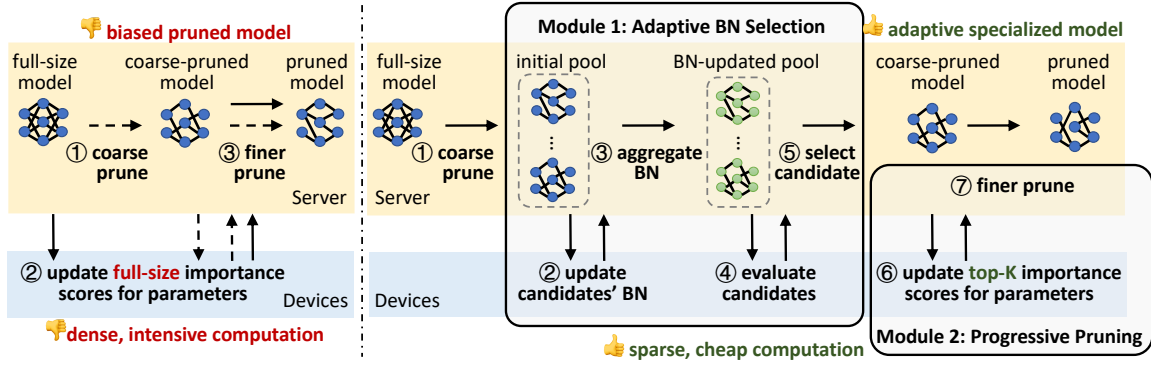 biased pruned model
full-size
model
coarse-pruned
model
pruned
model
① coarse
prune
③ finer
prune
Server
② update full-size importance
scores for parameters
Devices
dense, intensive computation
Module 1: Adaptive BN Selection
adaptive specialized model
full-size
model
initial pool
BN-updated pool
coarse-pruned
model
pruned
model
① coarse
prune
③ aggregate
BN
⑤ select
candidate
Server
⑦ finer prune
② update
candidates' BN
④ evaluate
candidates
⑥ update top-K importance
scores for parameters
Devices
sparse, cheap computation
Module 2: Progressive Pruning